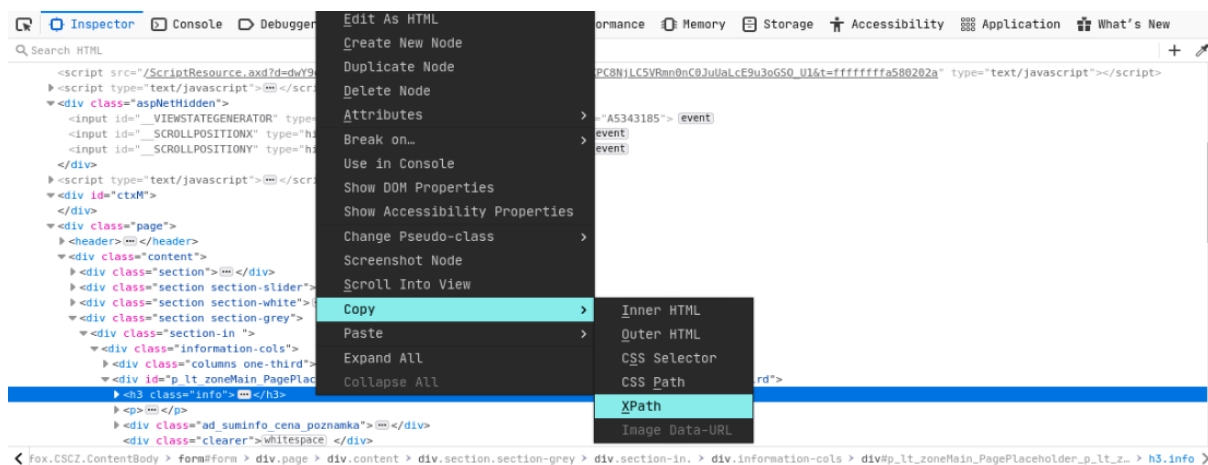 Inspector Console Debugger ormance Memory Storage Accessibility Application What's New
Search HTML
<script src="/ScriptResource.axd?d=dwY9 PC8NjLC5VRmn0nC0JuUaLcE9u3oGSO_U1&t=ffffffffa580202a" type="text/javascript"></script>
<script type="text/javascript"></scri
<div class="aspNetHidden">
<input id="__VIEWSTATEGENERATOR" type= ="A5343185"> event
<input id="__SCROLLPOSITIONX" type="hi event
<input id="__SCROLLPOSITIONY" type="hi event
</div>
<script type="text/javascript"></scri
<div id="ctxM">
</div>
<div class="page">
<header></header>
<div class="content">
<div class="section"></div>
<div class="section section-slider">
<div class="section section-white">
<div class="section section-grey">
<div class="section-in ">
<div class="information-cols">
<div class="columns one-third">
<div id="p_lt_zoneMain_PagePlac rd">
<h3 class="info"></h3>
<p></p>
<div class="ad_suminfo_cena_poznamka"></div>
<div class="clearer">whitespace </div>
Edit As HTML
Create New Node
Duplicate Node
Delete Node
Attributes
Break on…
Use in Console
Show DOM Properties
Show Accessibility Properties
Change Pseudo-class
Screenshot Node
Scroll Into View
Copy
Paste
Expand All
Collapse All
Inner HTML
Outer HTML
CSS Selector
CSS Path
XPath
Image Data-URL
fox.CSCZ.ContentBody > form#form > div.page > div.content > div.section.section-grey > div.section-in. > div.information-cols > div#p_lt_zoneMain_PagePlaceholder_p_lt_z… > h3.info